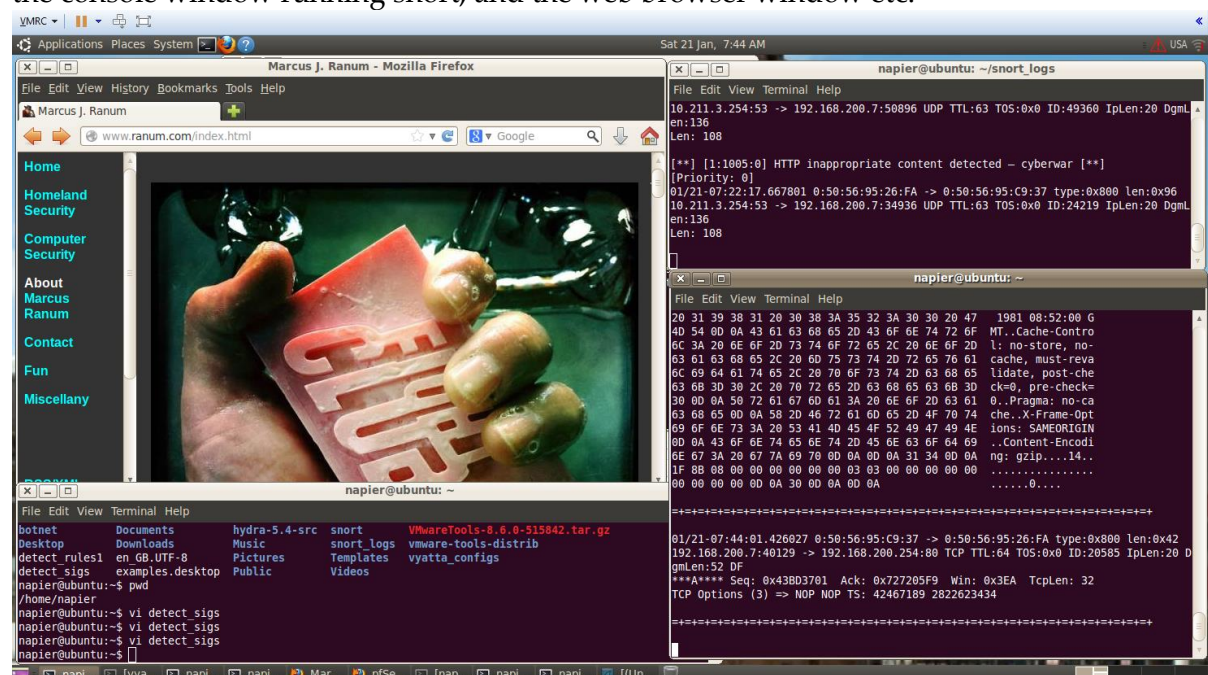 the console window running snort, and the web browser window etc.
VMRC
Applications Places System
Sat 21 Jan, 7:44 AM
USA
Marcus J. Ranum - Mozilla Firefox
File Edit View History Bookmarks Tools Help
Marcus J. Ranum
www.ranum.com/index.html
Google
Home
Homeland
Security
Computer
Security
About
Marcus
Ranum
Contact
Fun
Miscellany
napier@ubuntu: ~/snort_logs
File Edit View Terminal Help
10.211.3.254:53 -> 192.168.200.7:50896 UDP TTL:63 TOS:0x0 ID:49360 IpLen:20 DgmL
en:136
Len: 108
[**] [1:1005:0] HTTP inappropriate content detected – cyberwar [**]
[Priority: 0]
01/21-07:22:17.667801 0:50:56:95:26:FA -> 0:50:56:95:C9:37 type:0x800 len:0x96
10.211.3.254:53 -> 192.168.200.7:34936 UDP TTL:63 TOS:0x0 ID:24219 IpLen:20 DgmL
en:136
Len: 108
napier@ubuntu: ~
File Edit View Terminal Help
20 31 39 38 31 20 30 38 3A 35 32 3A 30 30 20 47   1981 08:52:00 G
4D 54 0D 0A 43 61 63 68 65 2D 43 6F 6E 74 72 6F  MT..Cache-Contro
6C 3A 20 6E 6F 2D 73 74 6F 72 65 2C 20 6E 6F 2D  l: no-store, no-
63 61 63 68 65 2C 20 6D 75 73 74 2D 72 65 76 61  cache, must-reva
6C 69 64 61 74 65 2C 20 70 6F 73 74 2D 63 68 65  lidate, post-che
63 6B 3D 30 2C 20 70 72 65 2D 63 68 65 63 6B 3D  ck=0, pre-check=
30 0D 0A 50 72 61 67 6D 61 3A 20 6E 6F 2D 63 61  0..Pragma: no-ca
63 68 65 0D 0A 58 2D 46 72 61 6D 65 2D 4F 70 74  che..X-Frame-Opt
69 6F 6E 73 3A 20 53 41 4D 45 4F 52 49 47 49 4E  ions: SAMEORIGIN
0D 0A 43 6F 6E 74 65 6E 74 2D 45 6E 63 6F 64 69  ..Content-Encodi
6E 67 3A 20 67 7A 69 70 0D 0A 0D 0A 31 34 0D 0A  ng: gzip....14..
1F 8B 08 00 00 00 00 00 00 03 03 00 00 00 00 00  ................
00 00 00 00 0D 0A 30 0D 0A 0D 0A                 ......0....
=+=+=+=+=+=+=+=+=+=+=+=+=+=+=+=+=+=+=+=+=+=+=+=+=+=+=+=+=+=+=+=+=+=+=+=+=+
01/21-07:44:01.426027 0:50:56:95:C9:37 -> 0:50:56:95:26:FA type:0x800 len:0x42
192.168.200.7:40129 -> 192.168.200.254:80 TCP TTL:64 TOS:0x0 ID:20585 IpLen:20 D
gmLen:52 DF
***A**** Seq: 0x43BD3701  Ack: 0x727205F9  Win: 0x3EA  TcpLen: 32
TCP Options (3) => NOP NOP TS: 42467189 2822623434
=+=+=+=+=+=+=+=+=+=+=+=+=+=+=+=+=+=+=+=+=+=+=+=+=+=+=+=+=+=+=+=+=+=+=+=+=+
napier@ubuntu: ~
File Edit View Terminal Help
botnet Documents hydra-5.4-src snort VMwareTools-8.6.0-515842.tar.gz
Desktop Downloads Music snort_logs vmware-tools-distrib
detect_rules1 en_GB.UTF-8 Pictures Templates vyatta_configs
detect_sigs examples.desktop Public Videos
napier@ubuntu:~$ pwd
/home/napier
napier@ubuntu:~$ vi detect_sigs
napier@ubuntu:~$ vi detect_sigs
napier@ubuntu:~$ vi detect_sigs
napier@ubuntu:~$